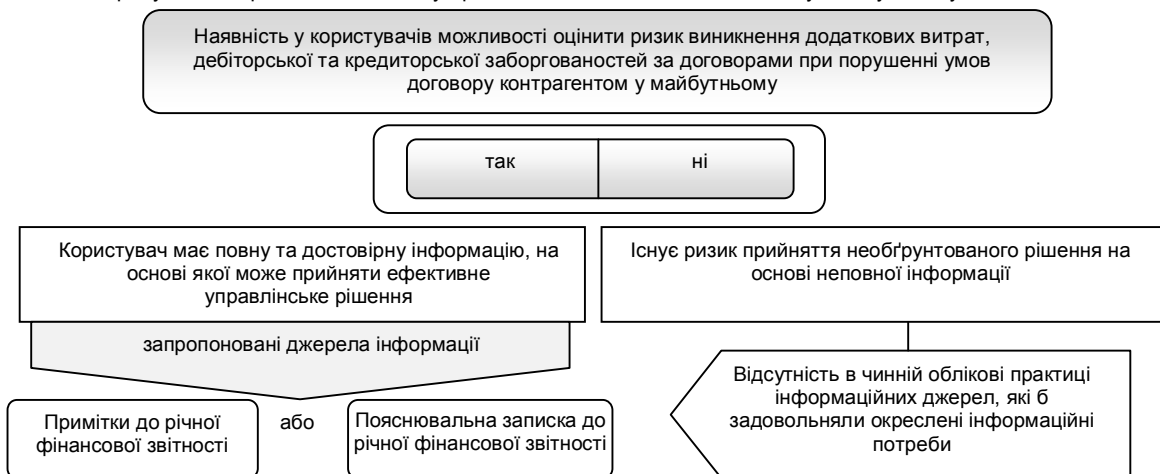 Наявність у користувачів можливості оцінити ризик виникнення додаткових витрат,
дебіторської та кредиторської заборгованостей за договорами при порушенні умов
договору контрагентом у майбутньому
так
ні
Користувач має повну та достовірну інформацію, на
основі якої може прийняти ефективне
управлінське рішення
Існує ризик прийняття необґрунтованого рішення на
основі неповної інформації
запропоновані джерела інформації
Відсутність в чинній облікові практиці
інформаційних джерел, які б
задовольняли окреслені інформаційні
потреби
Примітки до річної
фінансової звітності
або
Пояснювальна записка до
річної фінансової звітності